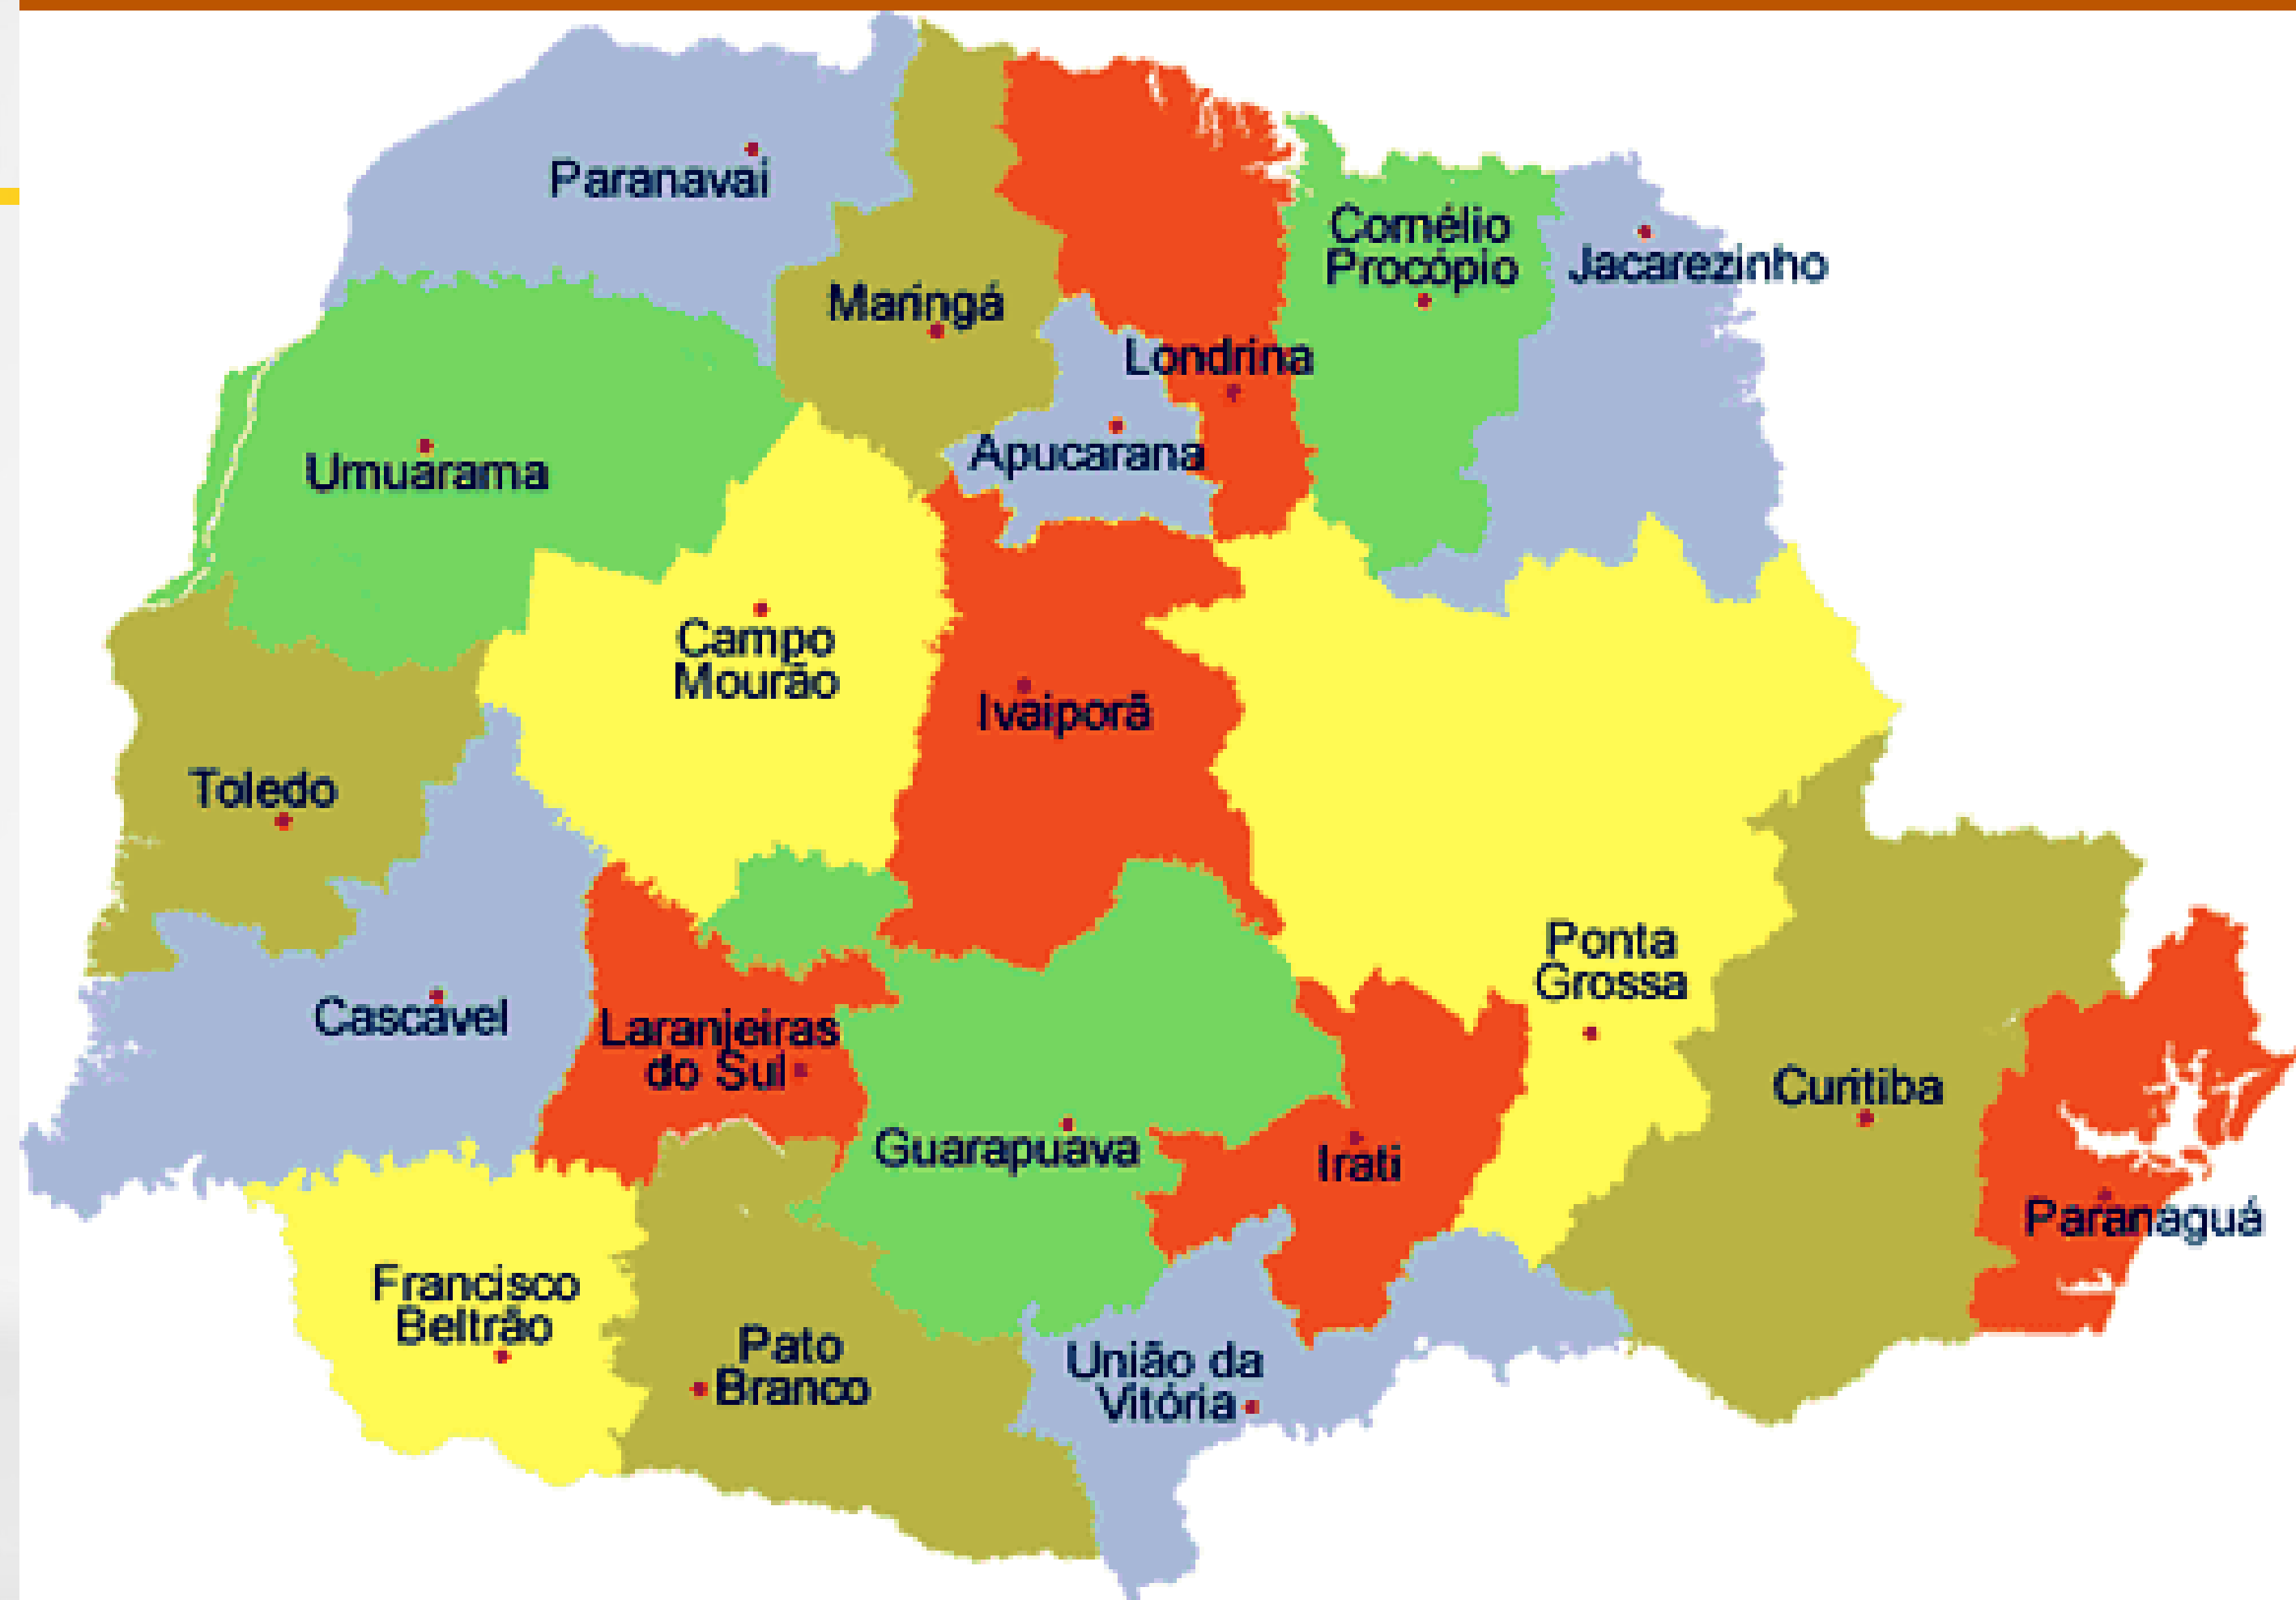 Paranavaí
Cornélio
Procópio
Jacarezinho
Maringá
Londrina
Apucarana
Umuarama
Campo
Mourão
Ivaiporã
Toledo
Ponta
Grossa
Cascável
Laranjeiras
do Sul
Curitiba
Guarapuava
Irati
Paranaguá
Francisco
Beltrão
Pato
Branco
União da
Vitória